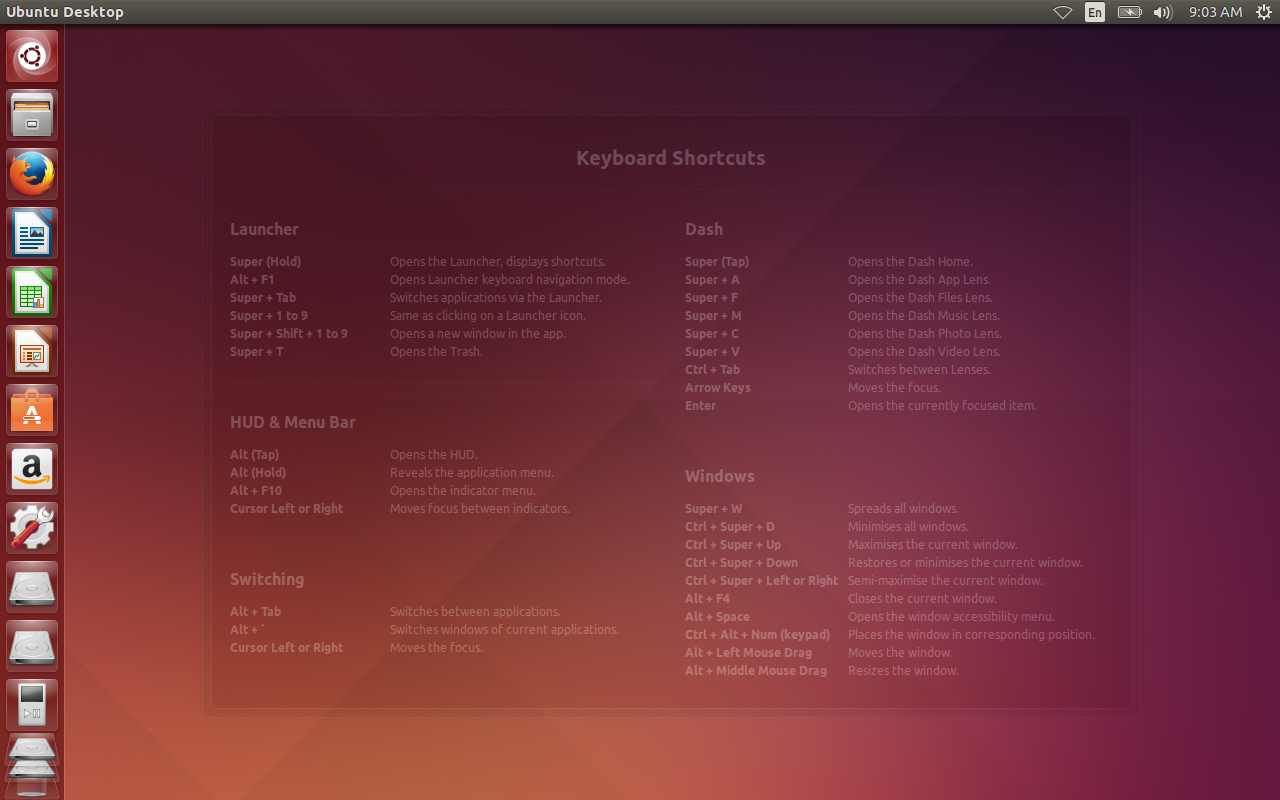 Ubuntu Desktop
En
9:03 AM
Keyboard Shortcuts
Launcher
Super (Hold) Opens the Launcher, displays shortcuts.
Alt + F1 Opens Launcher keyboard navigation mode.
Super + Tab Switches applications via the Launcher.
Super + 1 to 9 Same as clicking on a Launcher icon.
Super + Shift + 1 to 9 Opens a new window in the app.
Super + T Opens the Trash.
HUD & Menu Bar
Alt (Tap) Opens the HUD.
Alt (Hold) Reveals the application menu.
Alt + F10 Opens the indicator menu.
Cursor Left or Right Moves focus between indicators.
Switching
Alt + Tab Switches between applications.
Alt + ` Switches windows of current applications.
Cursor Left or Right Moves the focus.
Dash
Super (Tap) Opens the Dash Home.
Super + A Opens the Dash App Lens.
Super + F Opens the Dash Files Lens.
Super + M Opens the Dash Music Lens.
Super + C Opens the Dash Photo Lens.
Super + V Opens the Dash Video Lens.
Ctrl + Tab Switches between Lenses.
Arrow Keys Moves the focus.
Enter Opens the currently focused item.
Windows
Super + W Spreads all windows.
Ctrl + Super + D Minimises all windows.
Ctrl + Super + Up Maximises the current window.
Ctrl + Super + Down Restores or minimises the current window.
Ctrl + Super + Left or Right Semi-maximise the current window.
Alt + F4 Closes the current window.
Alt + Space Opens the window accessibility menu.
Ctrl + Alt + Num (keypad) Places the window in corresponding position.
Alt + Left Mouse Drag Moves the window.
Alt + Middle Mouse Drag Resizes the window.